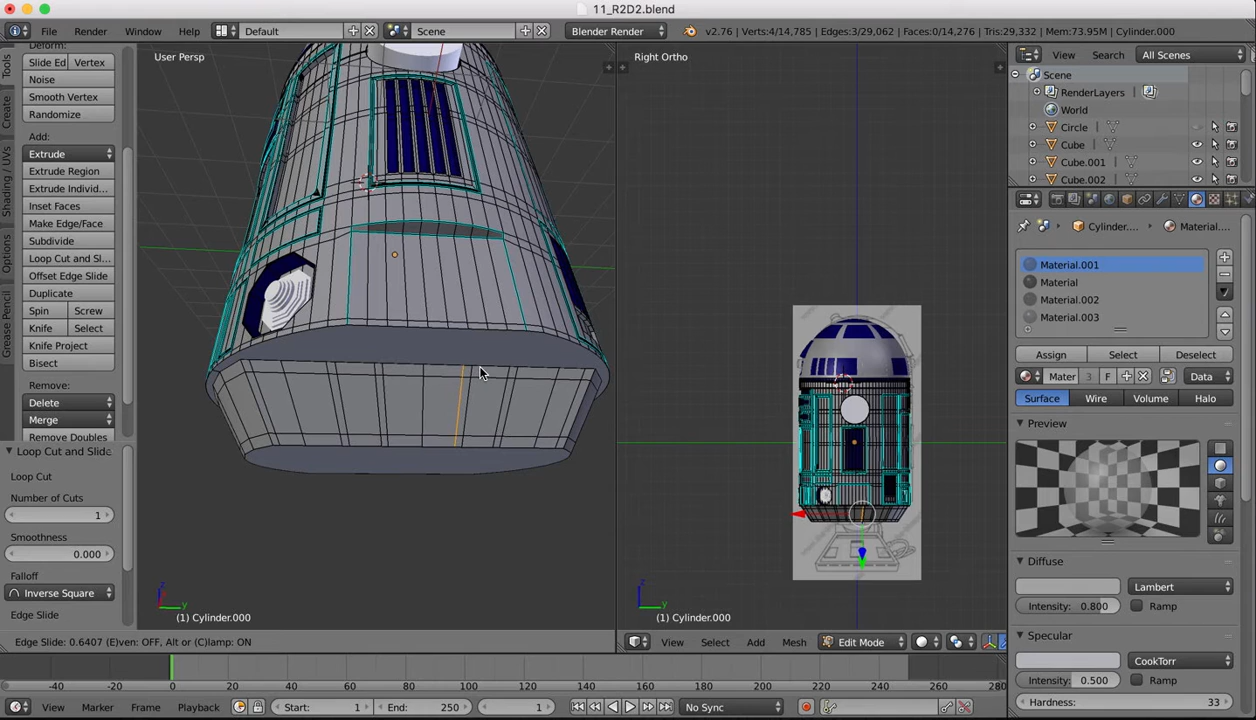 11_R2D2.blend
File Render Window Help Default Scene Blender Render v2.76 | Verts:4/14,785 | Edges:3/29,062 | Faces:0/14,276 | Tris:29,332 | Mem:73.95M | Cylinder.000
Tools
Create
Shading / UVs
Options
Grease Pencil
Deform:
Slide Ed Vertex
Noise
Smooth Vertex
Randomize
Add:
Extrude
Extrude Region
Extrude Individ...
Inset Faces
Make Edge/Face
Subdivide
Loop Cut and Sl...
Offset Edge Slide
Duplicate
Spin Screw
Knife Select
Knife Project
Bisect
Remove:
Delete
Merge
Remove Doubles
Loop Cut and Slide
Loop Cut
Number of Cuts
1
Smoothness
0.000
Falloff
Inverse Square
Edge Slide
User Persp
z
y
(1) Cylinder.000
Edge Slide: 0.6407 (E)ven: OFF, Alt or (C)lamp: ON
Right Ortho
z
y
(1) Cylinder.000
View Select Add Mesh Edit Mode
View Search All Scenes
Scene
RenderLayers
World
Circle
Cube
Cube.001
Cube.002
Cylinder.... Material....
Material.001
Material
Material.002
Material.003
Assign Select Deselect
Mater 3 F Data
Surface Wire Volume Halo
Preview
Diffuse
Lambert
Intensity: 0.800 Ramp
Specular
CookTorr
Intensity: 0.500 Ramp
Hardness: 33
-40 -20 0 20 40 60 80 100 120 140 160 180 200 220 240 260 280
View Marker Frame Playback Start: 1 End: 250 1 No Sync